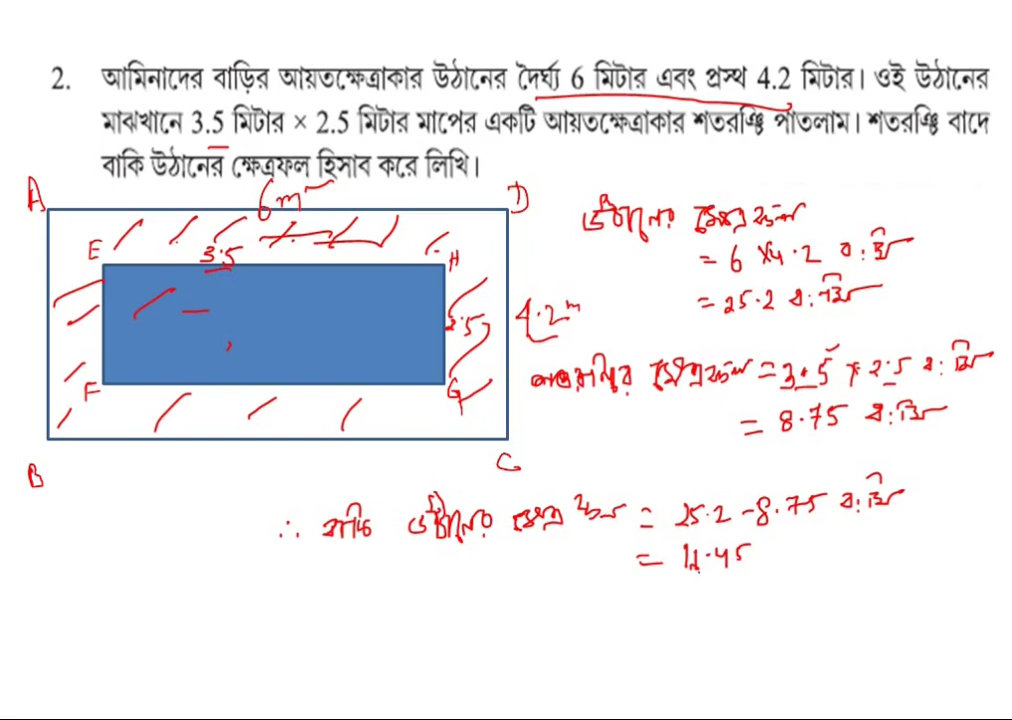 2. আমিনাদের বাড়ির আয়তক্ষেত্রাকার উঠানের দৈর্ঘ্য 6 মিটার এবং প্রস্থ 4.2 মিটার। ওই উঠানের
মাঝখানে 3.5 মিটার × 2.5 মিটার মাপের একটি আয়তক্ষেত্রাকার শতরঞ্জি পাতলাম। শতরঞ্জি বাদে
বাকি উঠানের ক্ষেত্রফল হিসাব করে লিখি।
A 6m D
E 3.5 H
2.5 4.2m
F G
B C
উঠানের ক্ষেত্রফল
= 6 × 4.2 ব:মি
= 25.2 ব:মি
শতরঞ্জির ক্ষেত্রফল = 3.5 × 2.5 ব:মি
= 8.75 ব:মি
∴ বাকি উঠানের ক্ষেত্রফল = 25.2 - 8.75 ব:মি
=